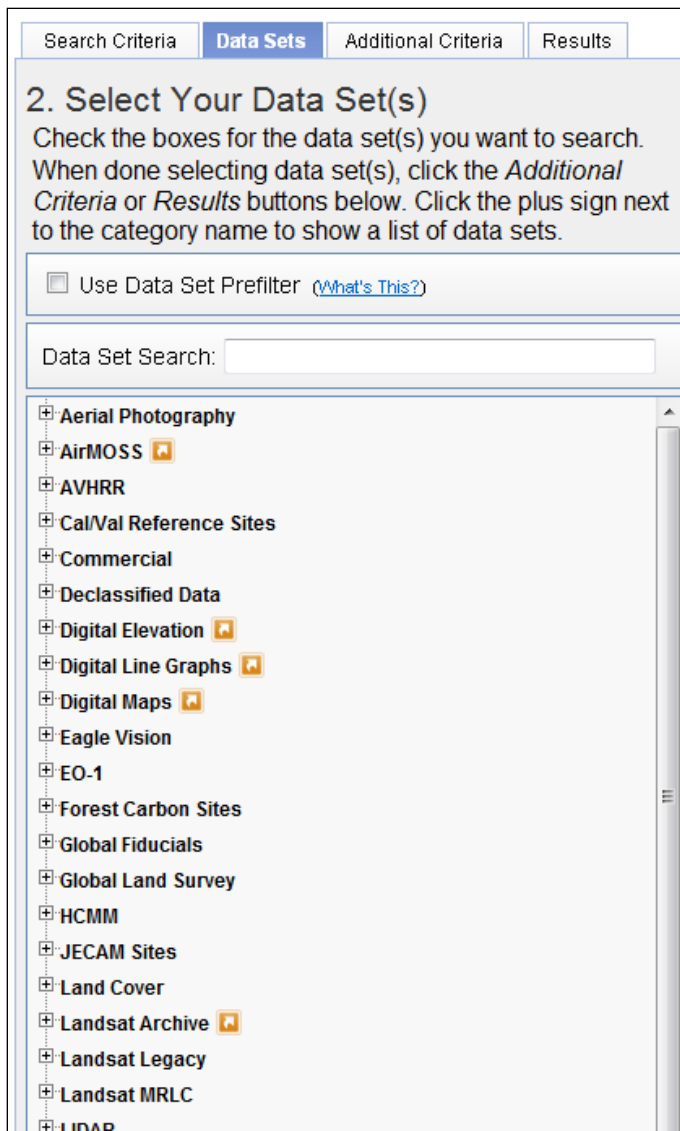 Search Criteria Data Sets Additional Criteria Results
2. Select Your Data Set(s)
Check the boxes for the data set(s) you want to search.
When done selecting data set(s), click the Additional
Criteria or Results buttons below. Click the plus sign next
to the category name to show a list of data sets.
Use Data Set Prefilter (What's This?)
Data Set Search:
Aerial Photography
AirMOSS
AVHRR
Cal/Val Reference Sites
Commercial
Declassified Data
Digital Elevation
Digital Line Graphs
Digital Maps
Eagle Vision
EO-1
Forest Carbon Sites
Global Fiducials
Global Land Survey
HCMM
JECAM Sites
Land Cover
Landsat Archive
Landsat Legacy
Landsat MRLC
LIDAR